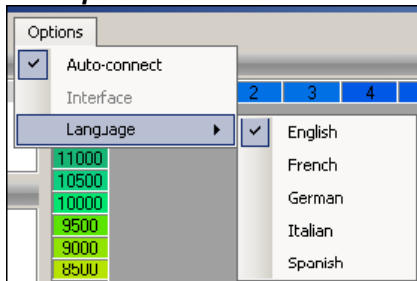 Options
Auto-connect
Interface
2 3 4
Language
English
11000
French
10500
10000
German
9500
Italian
9000
8500
Spanish